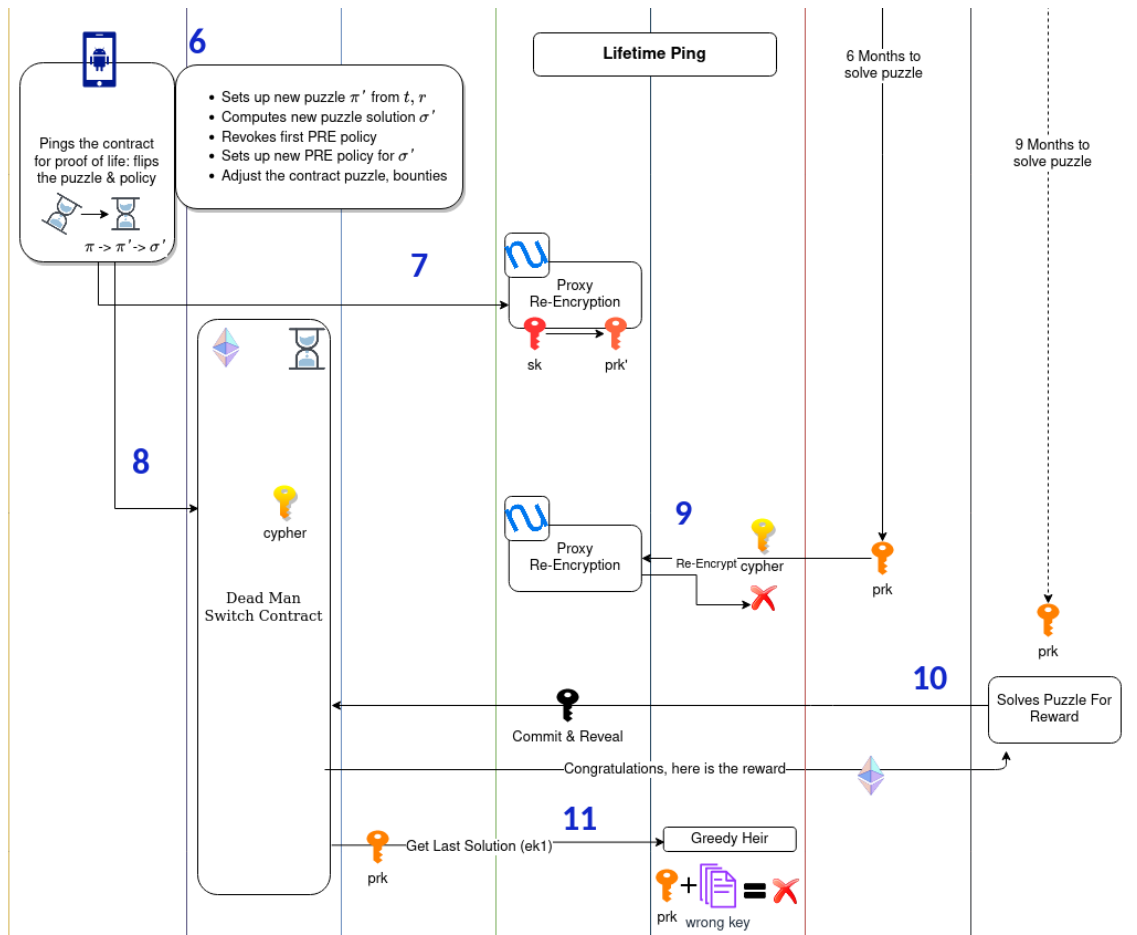 6
Lifetime Ping
6 Months to
solve puzzle
9 Months to
solve puzzle
Pings the contract
for proof of life: flips
the puzzle & policy
π -> π′-> σ′
• Sets up new puzzle π′ from t, r
• Computes new puzzle solution σ′
• Revokes first PRE policy
• Sets up new PRE policy for σ′
• Adjust the contract puzzle, bounties
7
Proxy
Re-Encryption
sk
prk'
8
cypher
Dead Man
Switch Contract
9
Proxy
Re-Encryption
Re-Encrypt
cypher
prk
prk
10
Solves Puzzle For
Reward
Commit & Reveal
Congratulations, here is the reward
11
Get Last Solution (ek1)
prk
Greedy Heir
+
=
prk
wrong key